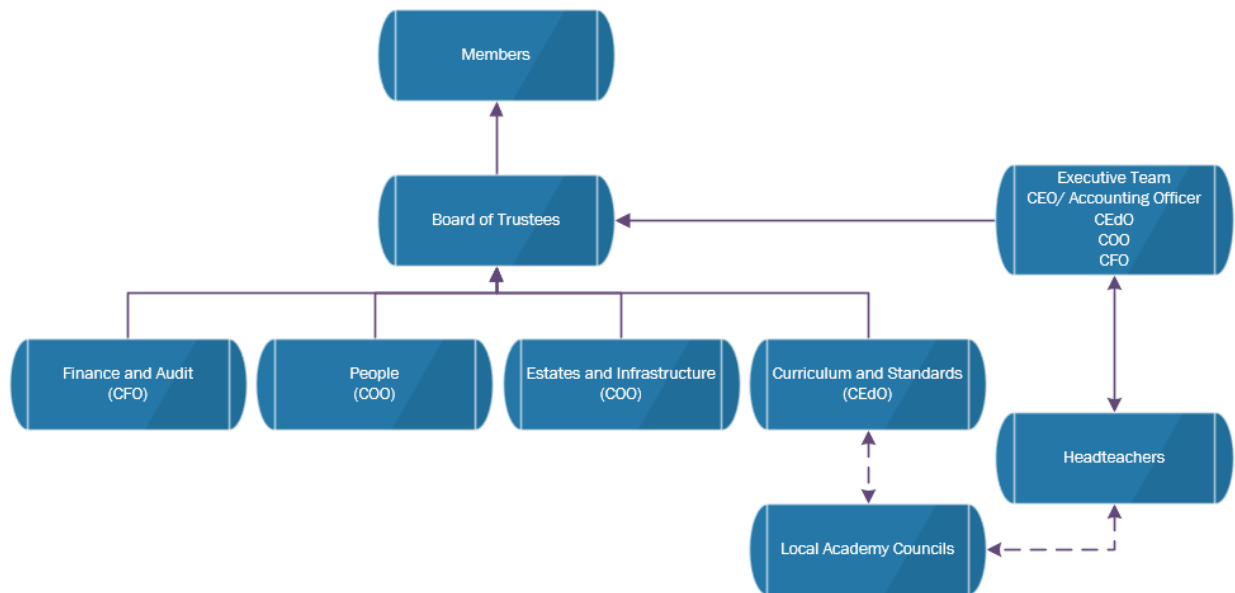 Members
Board of Trustees
Executive Team
CEO/ Accounting Officer
CEdO
COO
CFO
Finance and Audit
(CFO)
People
(COO)
Estates and Infrastructure
(COO)
Curriculum and Standards
(CEdO)
Headteachers
Local Academy Councils